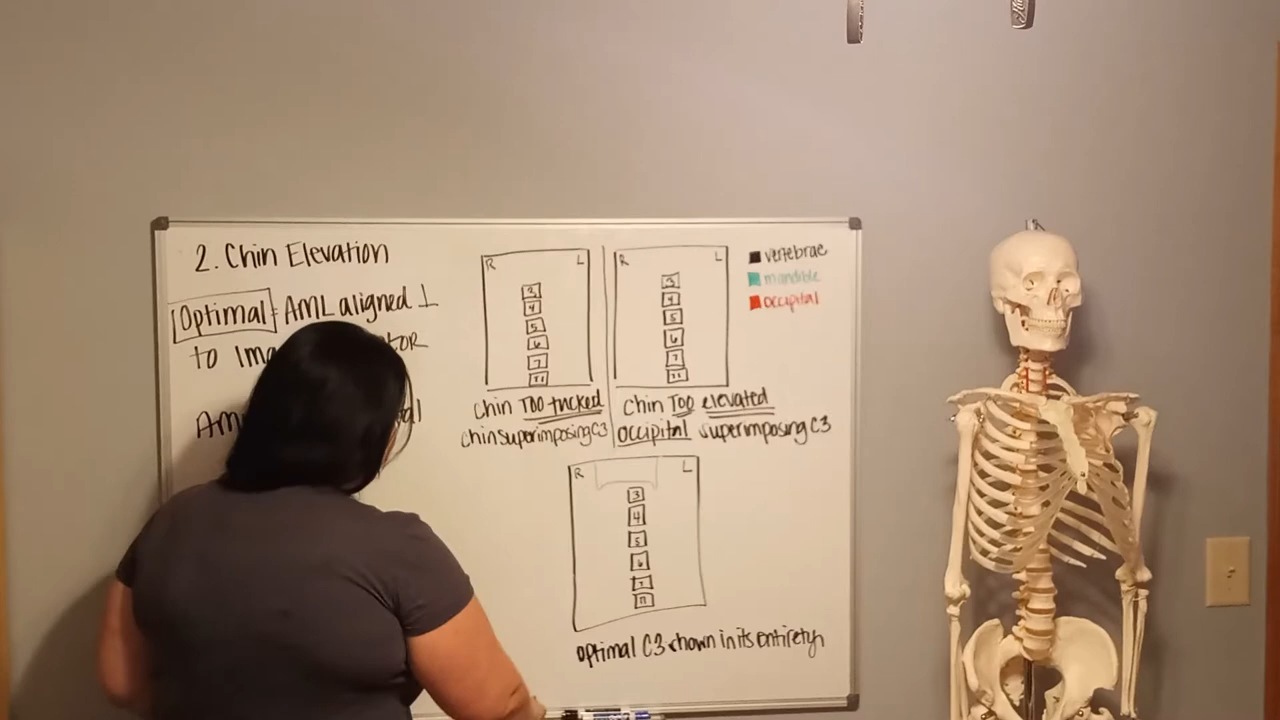 2. Chin Elevation
Optimal = AML aligned ⊥
to
R L
3
4
5
6
7
T1
Chin TOO tucked
chin superimposing C3
R L
3
4
5
6
7
T1
Chin Too elevated
occipital superimposing C3
vertebrae
mandible
occipital
R L
3
4
5
6
7
T1
optimal C3 shown in its entirety